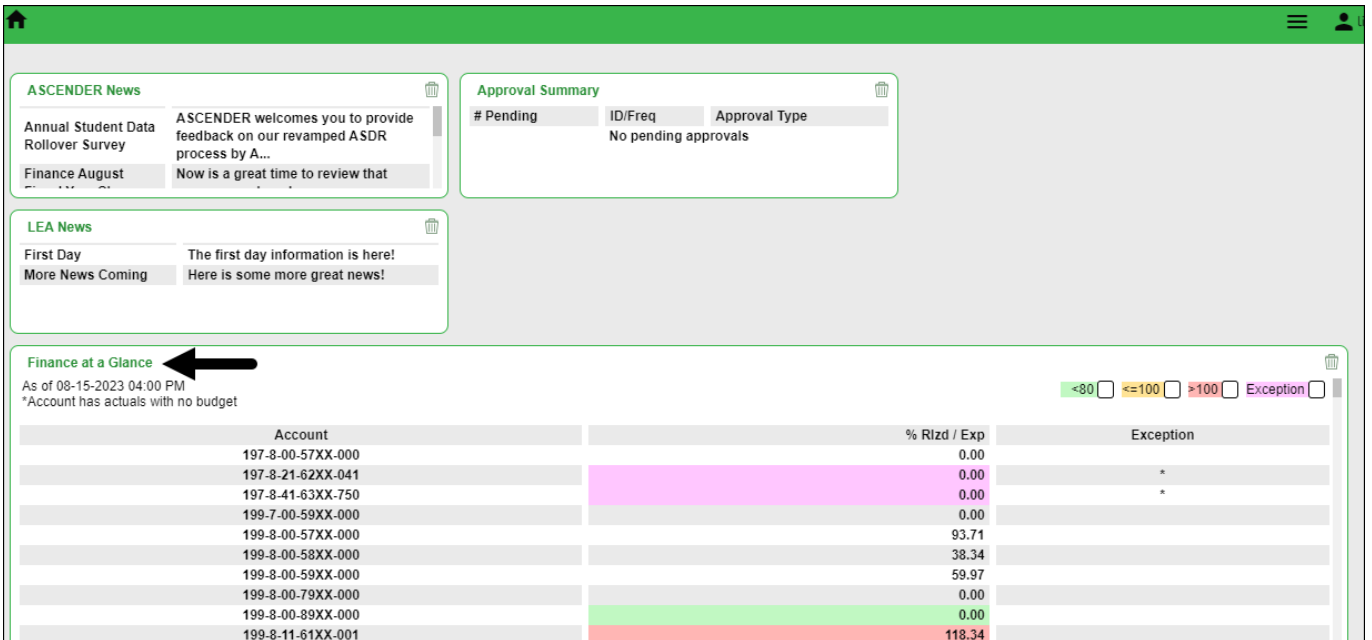 ASCENDER News
Annual Student Data
Rollover Survey
ASCENDER welcomes you to provide
feedback on our revamped ASDR
process by A...
Finance August
Now is a great time to review that
Approval Summary
# Pending ID/Freq Approval Type
No pending approvals
LEA News
First Day The first day information is here!
More News Coming Here is some more great news!
Finance at a Glance
As of 08-15-2023 04:00 PM
*Account has actuals with no budget
<80 <=100 >100 Exception
Account % Rlzd / Exp Exception
197-8-00-57XX-000 0.00
197-8-21-62XX-041 0.00 *
197-8-41-63XX-750 0.00 *
199-7-00-59XX-000 0.00
199-8-00-57XX-000 93.71
199-8-00-58XX-000 38.34
199-8-00-59XX-000 59.97
199-8-00-79XX-000 0.00
199-8-00-89XX-000 0.00
199-8-11-61XX-001 118.34